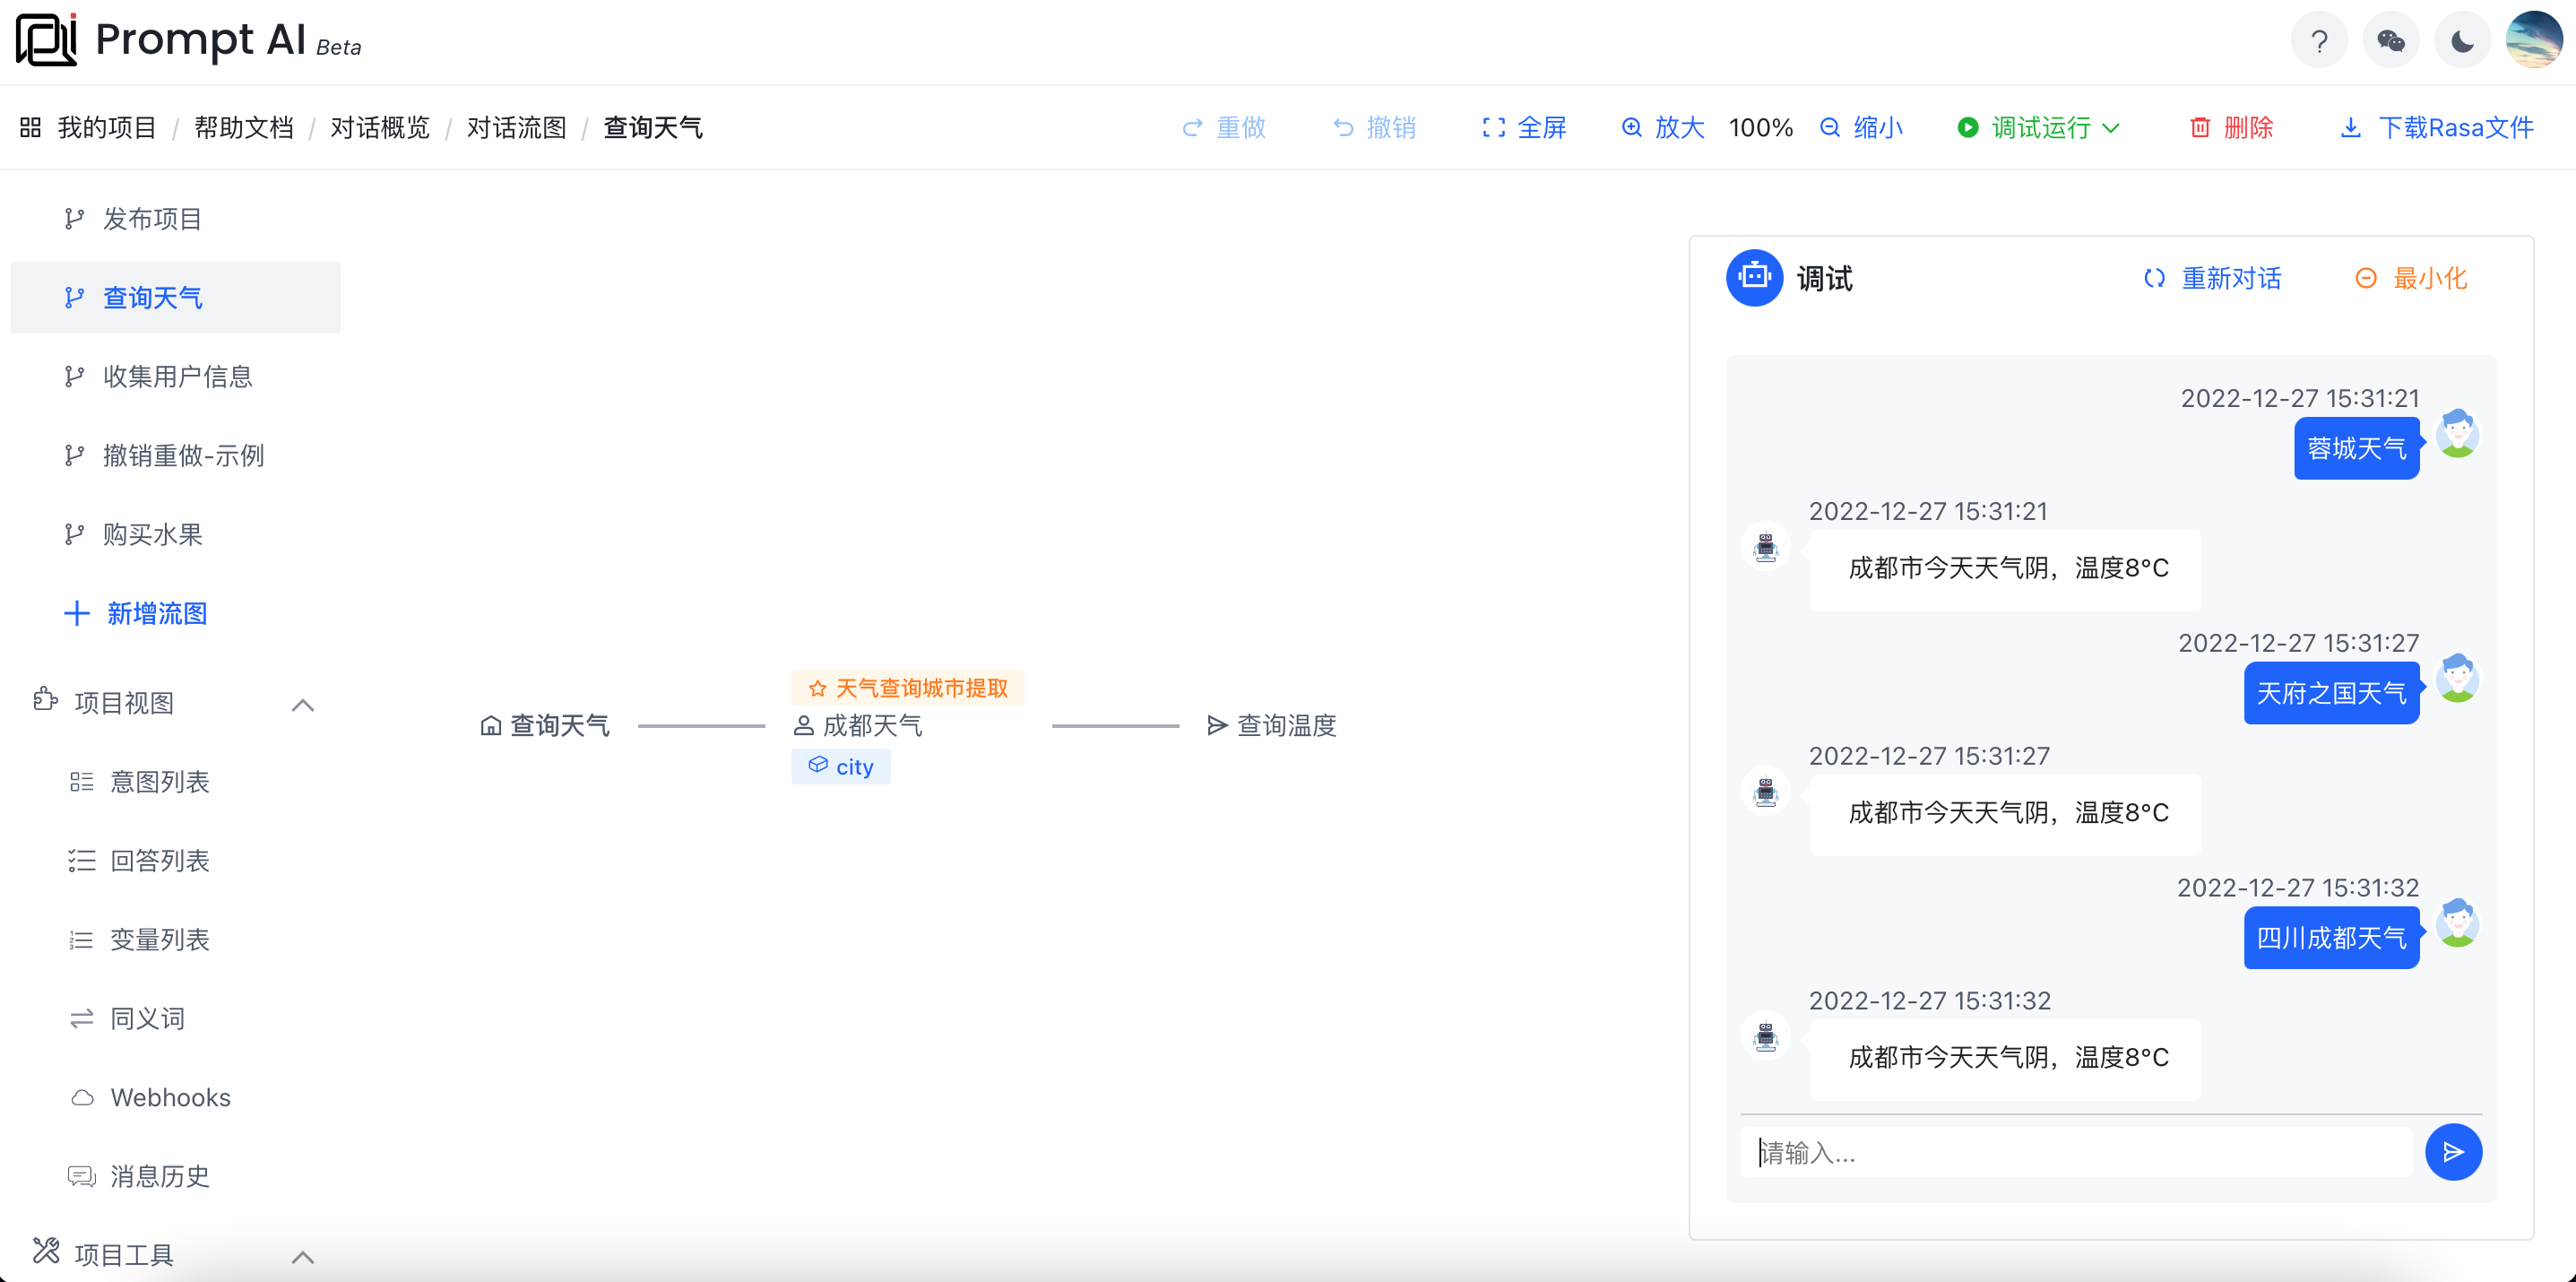 Prompt AI Beta
我的项目 / 帮助文档 / 对话概览 / 对话流图 / 查询天气
重做 撤销 全屏 放大 100% 缩小 调试运行 删除 下载Rasa文件
发布项目
查询天气
收集用户信息
撤销重做-示例
购买水果
新增流图
项目视图
意图列表
回答列表
变量列表
同义词
Webhooks
消息历史
项目工具
天气查询城市提取
查询天气 成都天气 查询温度
city
调试 重新对话 最小化
2022-12-27 15:31:21
蓉城天气
2022-12-27 15:31:21
成都市今天天气阴，温度8°C
2022-12-27 15:31:27
天府之国天气
2022-12-27 15:31:27
成都市今天天气阴，温度8°C
2022-12-27 15:31:32
四川成都天气
2022-12-27 15:31:32
成都市今天天气阴，温度8°C
请输入...